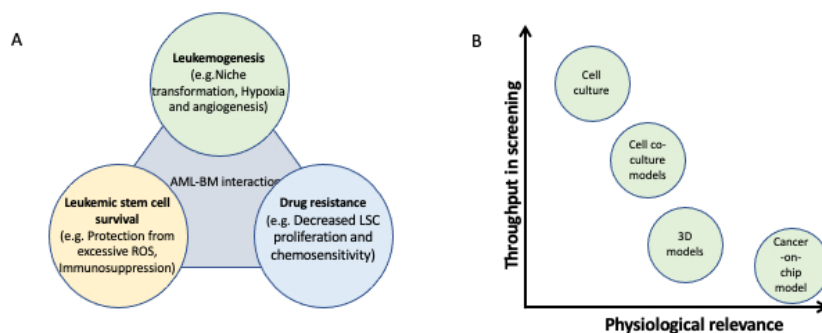 A
Leukemogenesis
(e.g.Niche
transformation, Hypoxia
and angiogenesis)
AML-BM interaction
Leukemic stem cell
survival
(e.g. Protection from
excessive ROS,
Immunosuppression)
Drug resistance
(e.g. Decreased LSC
proliferation and
chemosensitivity)
B
Throughput in screening
Cell
culture
Cell co-
culture
models
3D
models
Cancer
-on-
chip
model
Physiological relevance